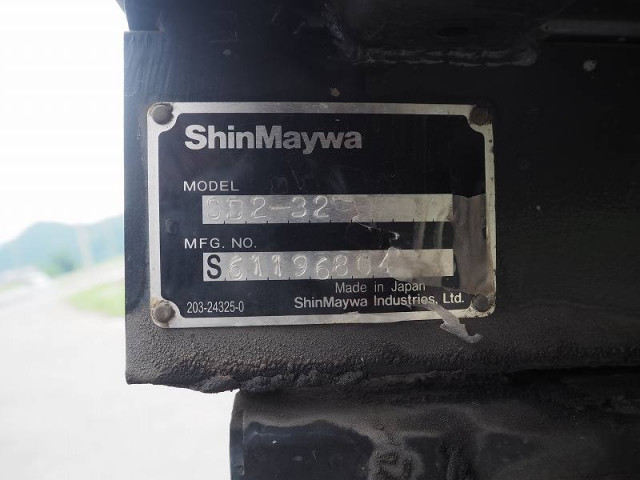 ShinMaywa
MODEL
MFG. NO.
S
Made in Japan
203-24325-0 ShinMaywa Industries, Ltd.